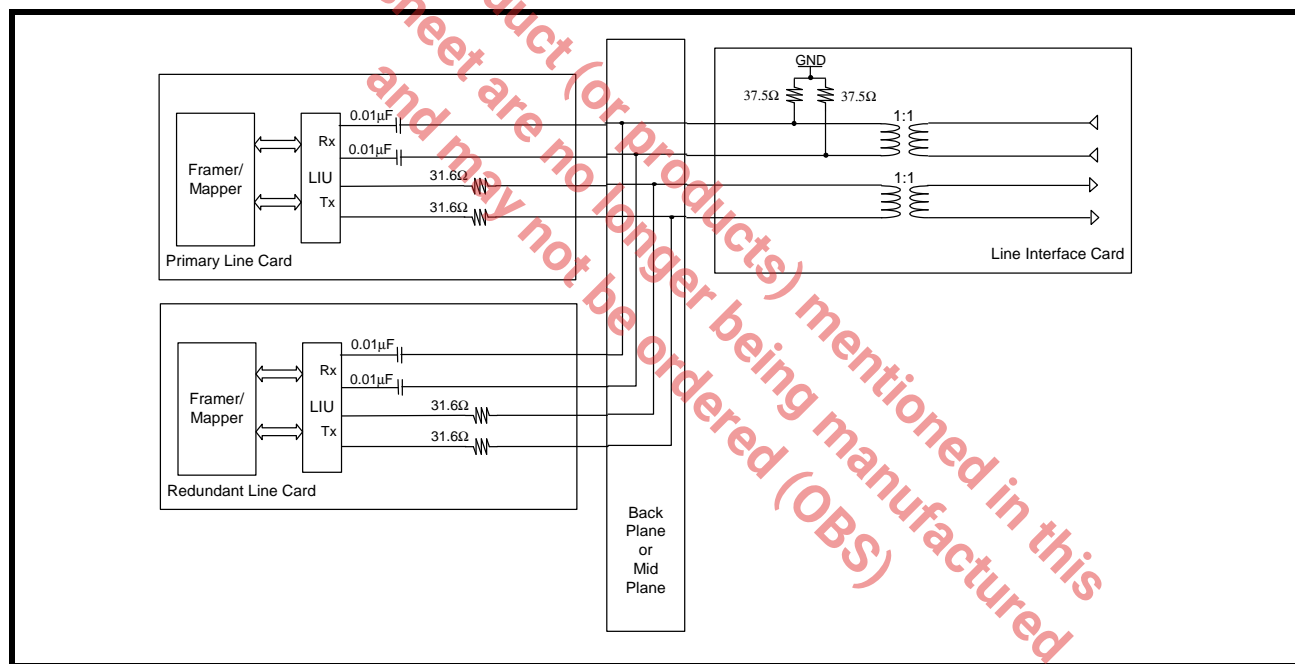 Primary Line Card
Framer/
Mapper
Rx
LIU
Tx
0.01µF
0.01µF
31.6Ω
31.6Ω
Redundant Line Card
Framer/
Mapper
Rx
LIU
Tx
0.01µF
0.01µF
31.6Ω
31.6Ω
Back
Plane
or
Mid
Plane
GND
37.5Ω
37.5Ω
1:1
1:1
Line Interface Card
duct (or products) mentioned in this
heet are no longer being manufactured
and may not be ordered (OBS)